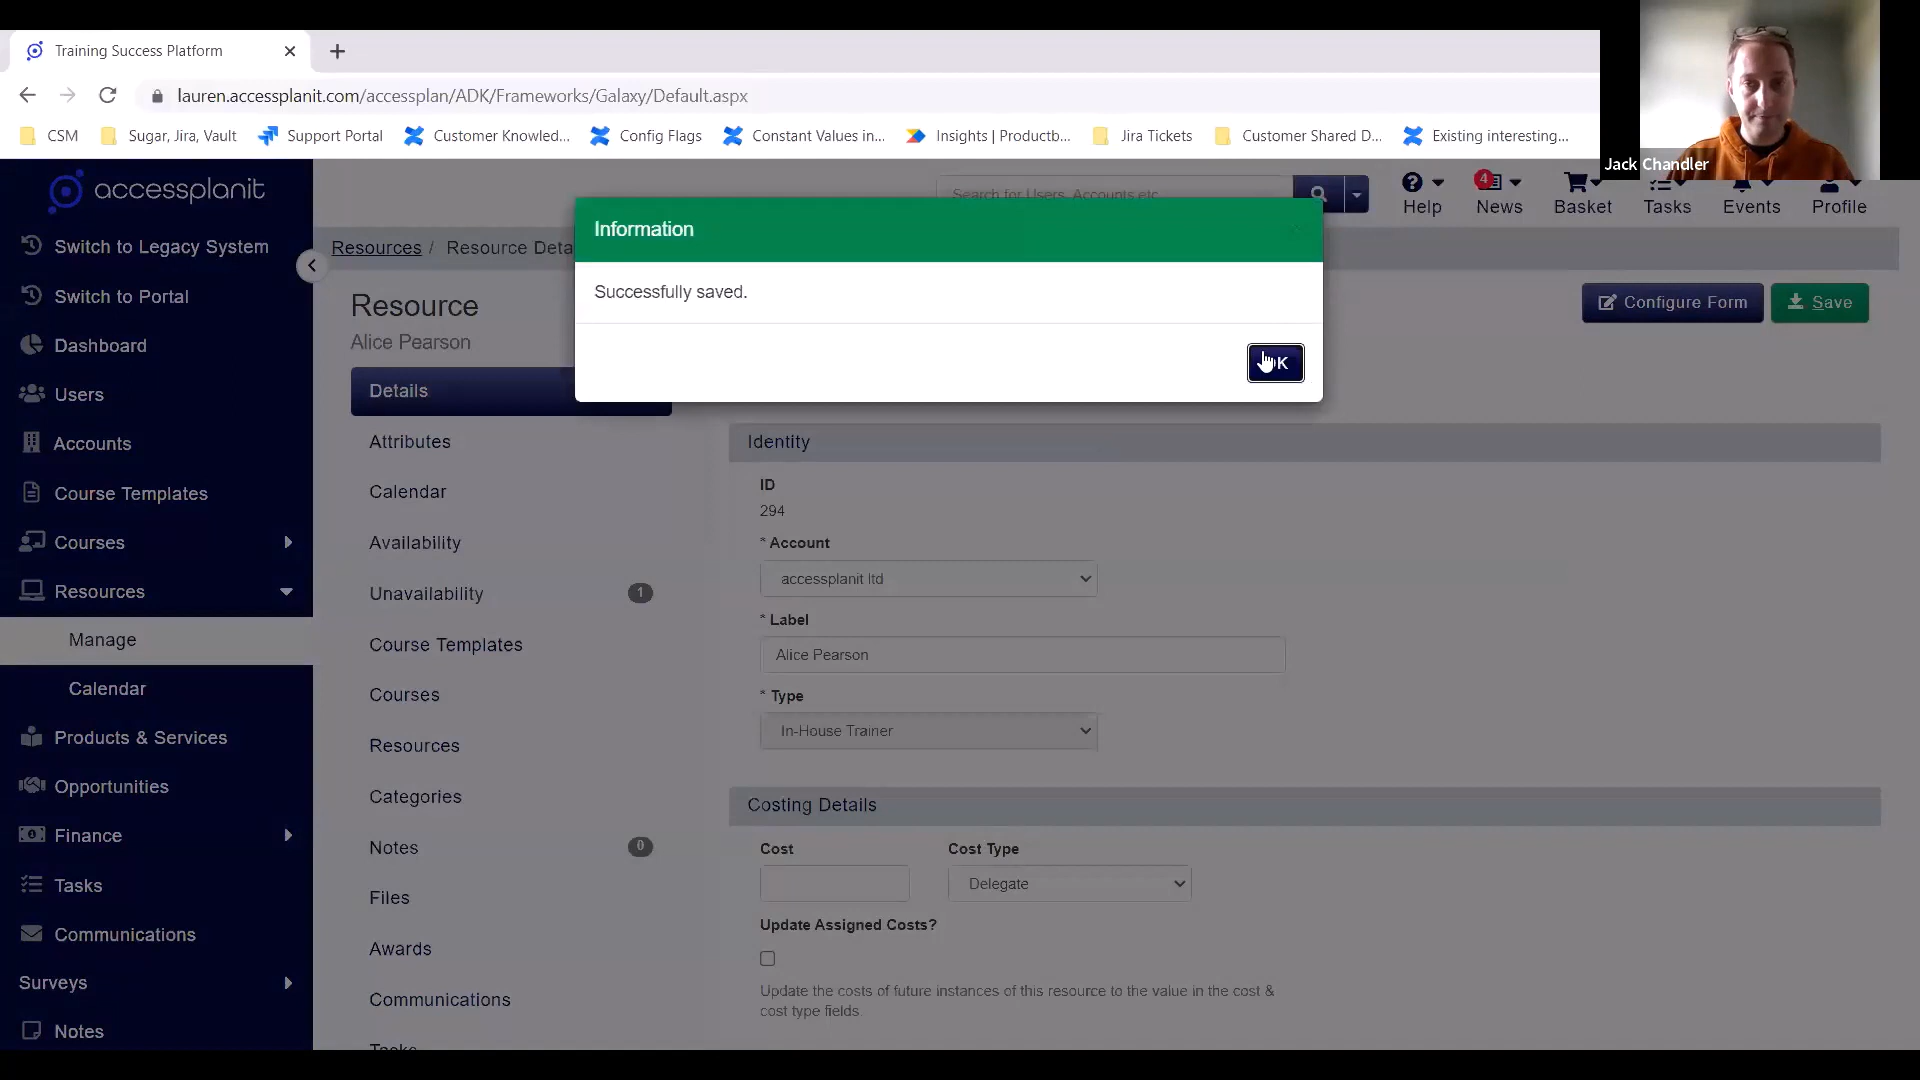 Training Success Platform
lauren.accessplanit.com/accessplan/ADK/Frameworks/Galaxy/Default.aspx
CSM
Sugar, Jira, Vault
Support Portal
Customer Knowled...
Config Flags
Constant Values in...
Insights | Productb...
Jira Tickets
Customer Shared D...
Existing interesting...
Jack Chandler
accessplanit
Search for Users, Accounts etc.
Help
4
News
Basket
Tasks
Events
Profile
Switch to Legacy System
Switch to Portal
Dashboard
Users
Accounts
Course Templates
Courses
Resources
Manage
Calendar
Products & Services
Opportunities
Finance
Tasks
Communications
Surveys
Notes
Resources / Resource Deta
Information
Successfully saved.
Resource
Alice Pearson
Configure Form
Save
Details
Attributes
Calendar
Availability
Unavailability 1
Course Templates
Courses
Resources
Categories
Notes 0
Files
Awards
Communications
Tasks
Identity
ID
294
* Account
accessplanit ltd
* Label
Alice Pearson
* Type
In-House Trainer
Costing Details
Cost
Cost Type
Delegate
Update Assigned Costs?
Update the costs of future instances of this resource to the value in the cost &
cost type fields.